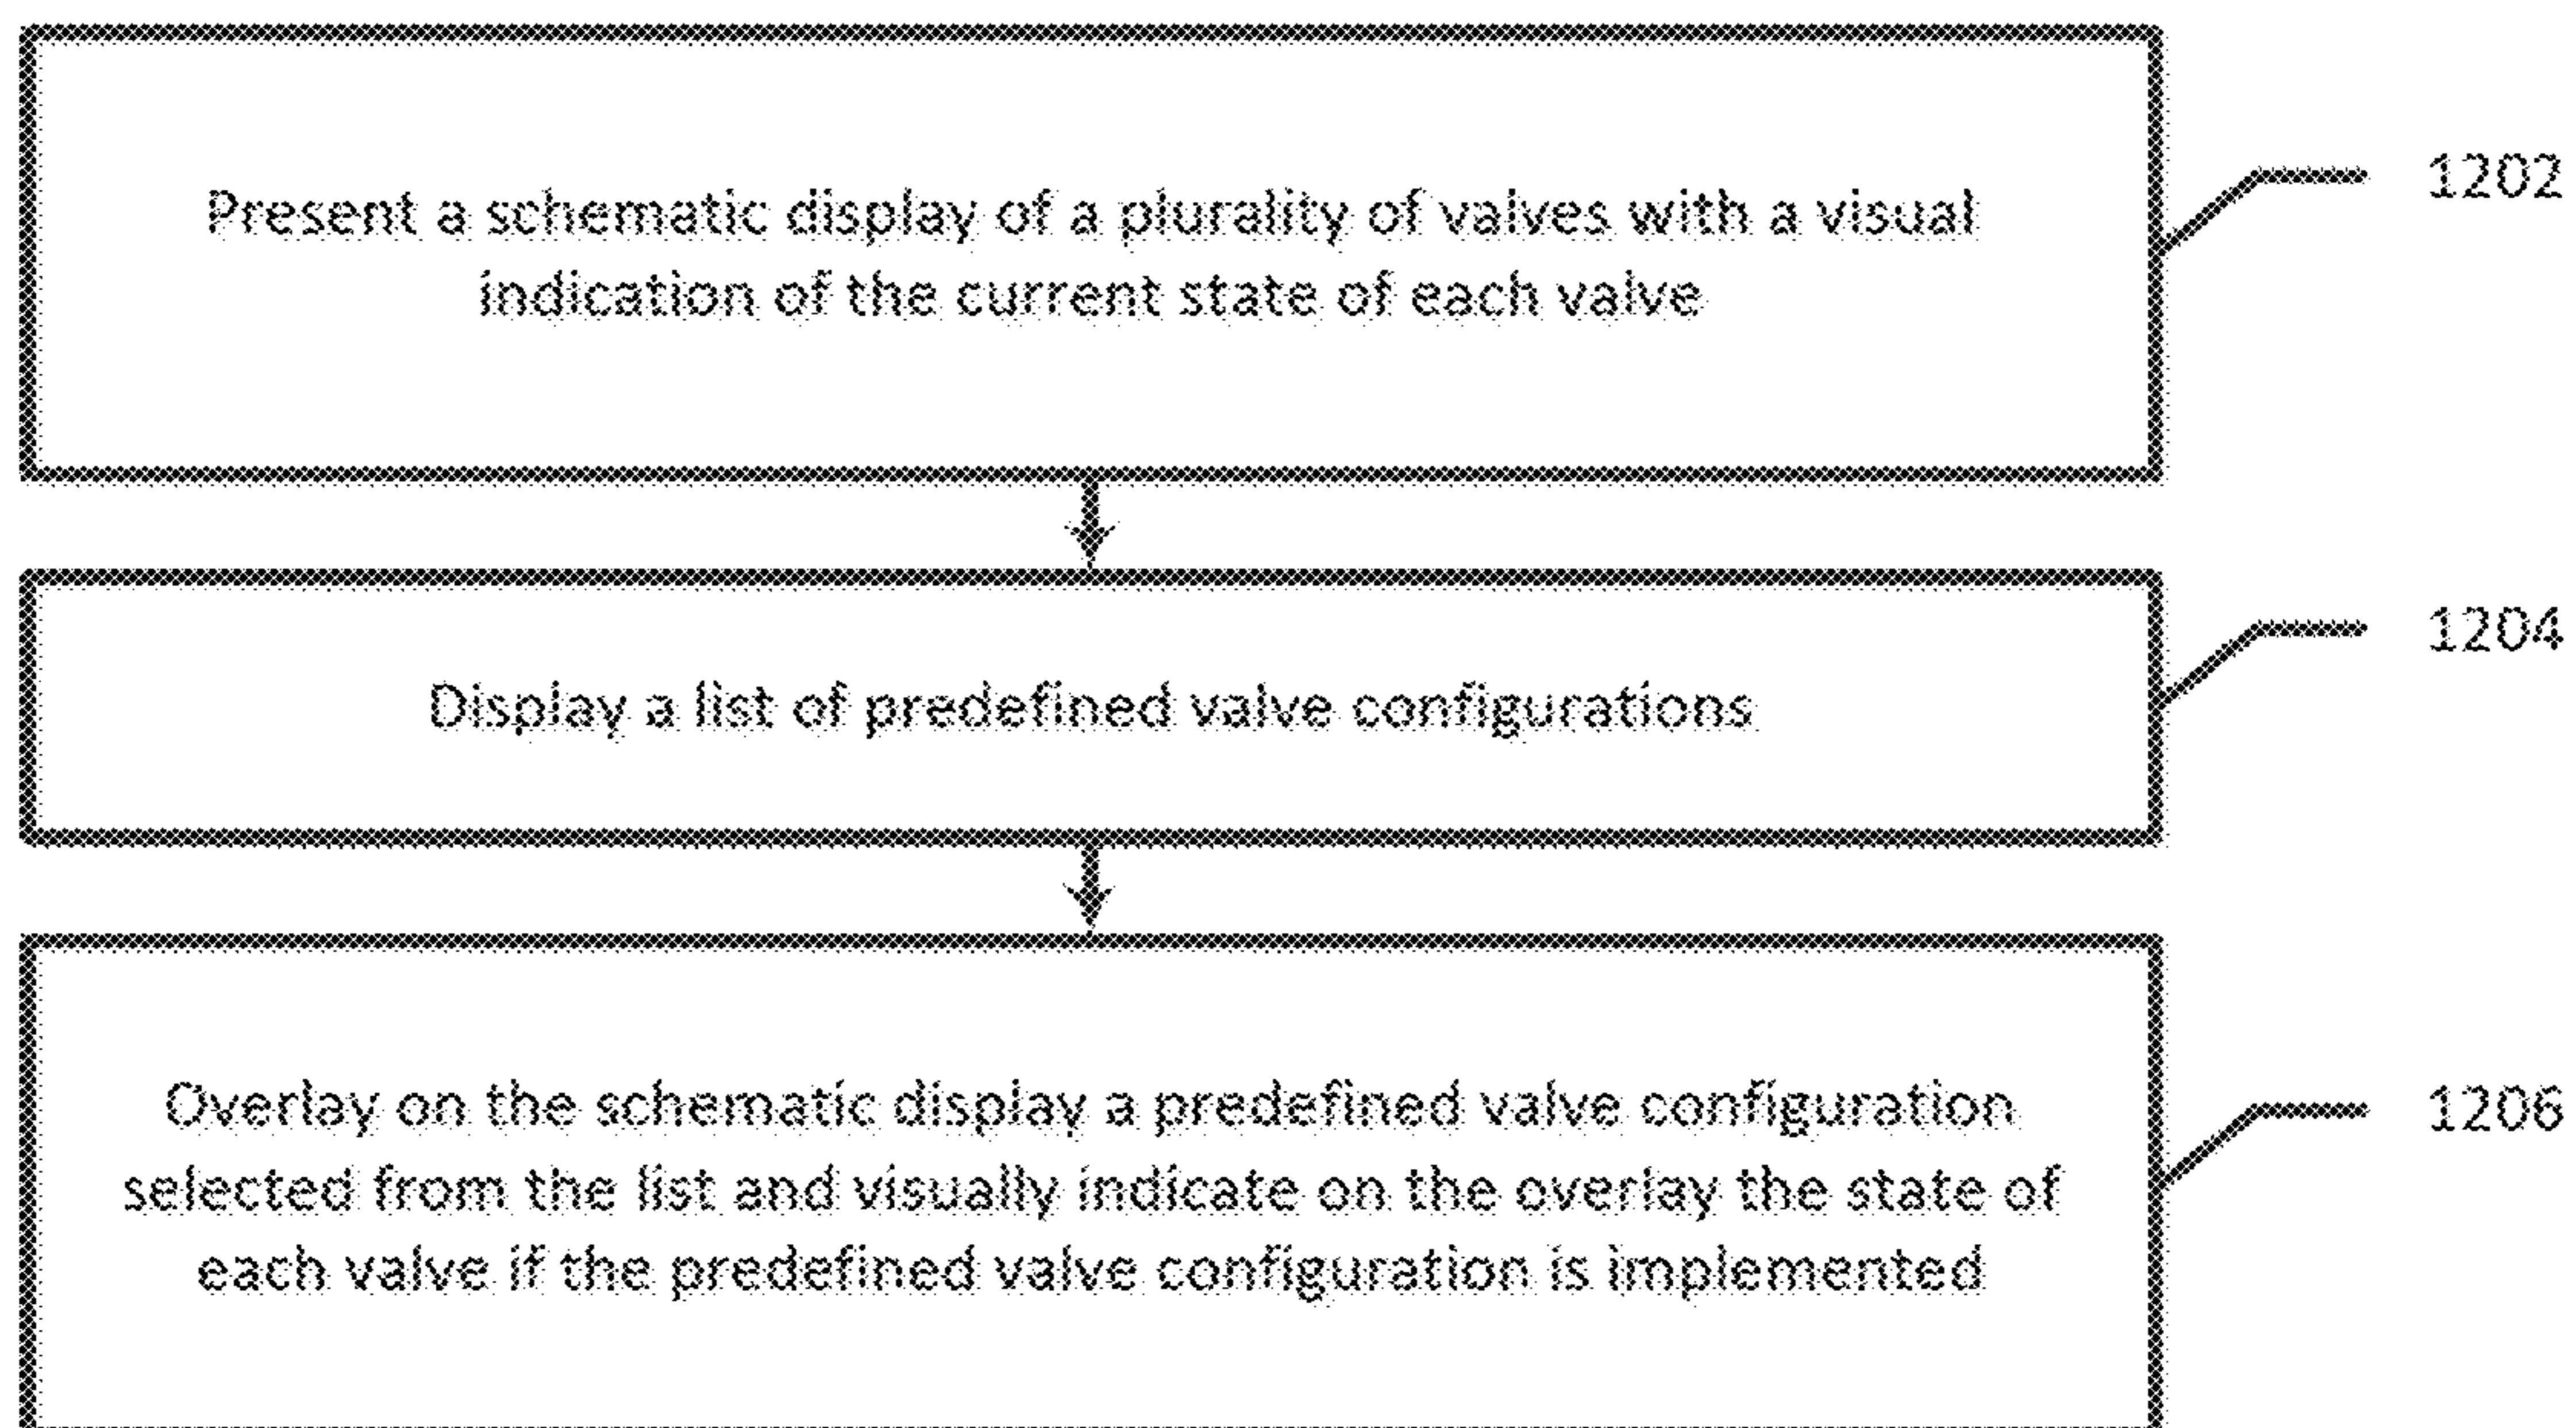 Present a schematic display of a plurality of valves with a visual
indication of the current state of each valve
1202
Display a list of predefined valve configurations
1204
Overlay on the schematic display a predefined valve configuration
selected from the list and visually indicate on the overlay the state of
each valve if the predefined valve configuration is implemented
1206